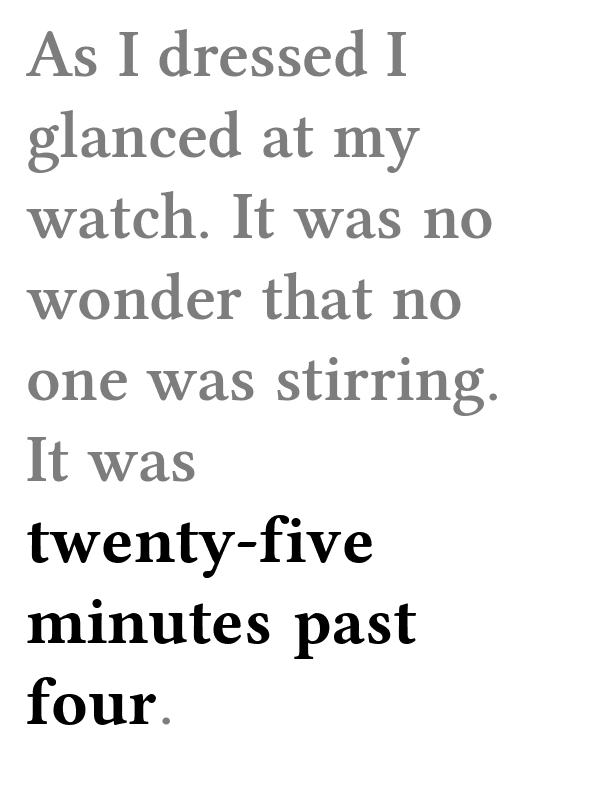 As I dressed I
glanced at my
watch. It was no
wonder that no
one was stirring.
It was
twenty-five
minutes past
four.